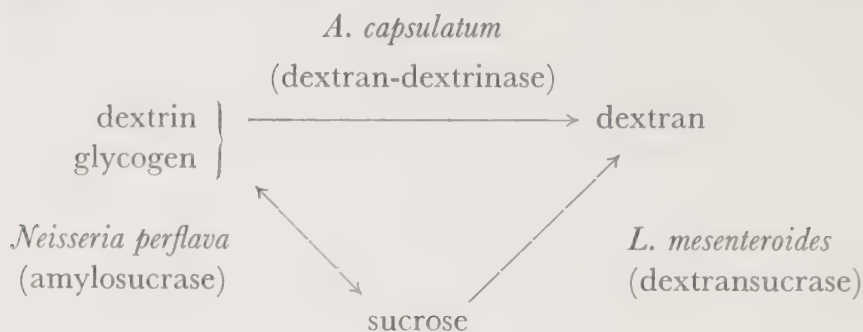 A. capsulatum
(dextran-dextrinase)
dextrin
glycogen
dextran
Neisseria perflava
(amylosucrase)
L. mesenteroides
(dextransucrase)
sucrose